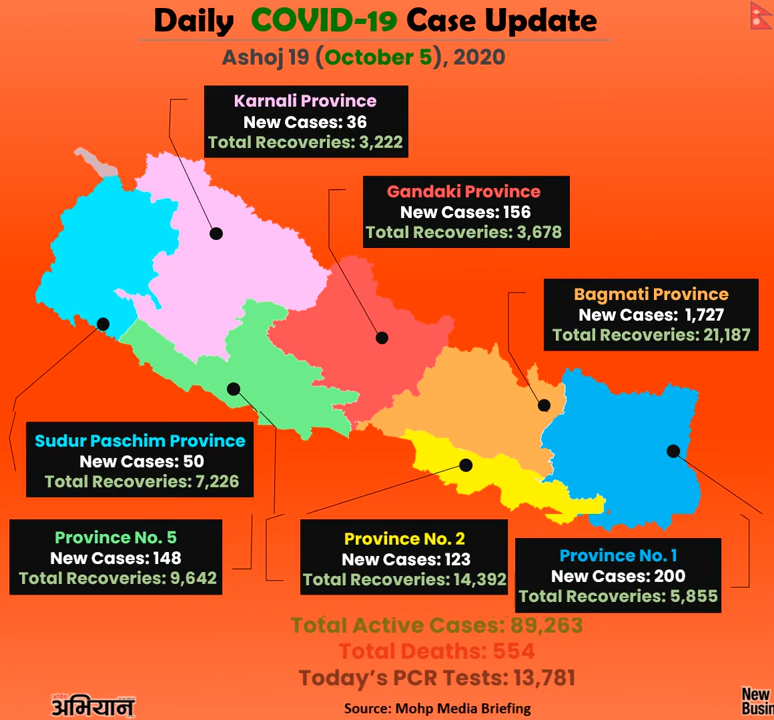 Daily COVID-19 Case Update
Ashoj 19 (October 5), 2020
Karnali Province
New Cases: 36
Total Recoveries: 3,222
Gandaki Province
New Cases: 156
Total Recoveries: 3,678
Bagmati Province
New Cases: 1,727
Total Recoveries: 21,187
Sudur Paschim Province
New Cases: 50
Total Recoveries: 7,226
Province No. 5
New Cases: 148
Total Recoveries: 9,642
Province No. 2
New Cases: 123
Total Recoveries: 14,392
Province No. 1
New Cases: 200
Total Recoveries: 5,855
Total Active Cases: 89,263
Total Deaths: 554
Today's PCR Tests: 13,781
अभियान
Source: Mohp Media Briefing
New
Busin